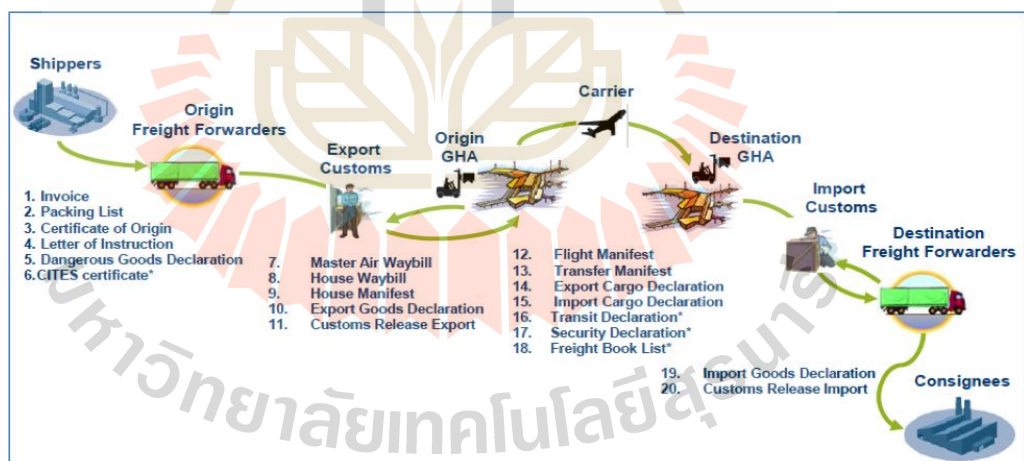 Shippers
Origin
Freight Forwarders
1. Invoice
2. Packing List
3. Certificate of Origin
4. Letter of Instruction
5. Dangerous Goods Declaration
6.CITES certificate*
Export
Customs
Origin
GHA
7. Master Air Waybill
8. House Waybill
9. House Manifest
10. Export Goods Declaration
11. Customs Release Export
Carrier
12. Flight Manifest
13. Transfer Manifest
14. Export Cargo Declaration
15. Import Cargo Declaration
16. Transit Declaration*
17. Security Declaration*
18. Freight Book List*
Destination
GHA
Import
Customs
Destination
Freight Forwarders
19. Import Goods Declaration
20. Customs Release Import
Consignees
มหาวิทยาลัยเทคโนโลยีสุรนารี